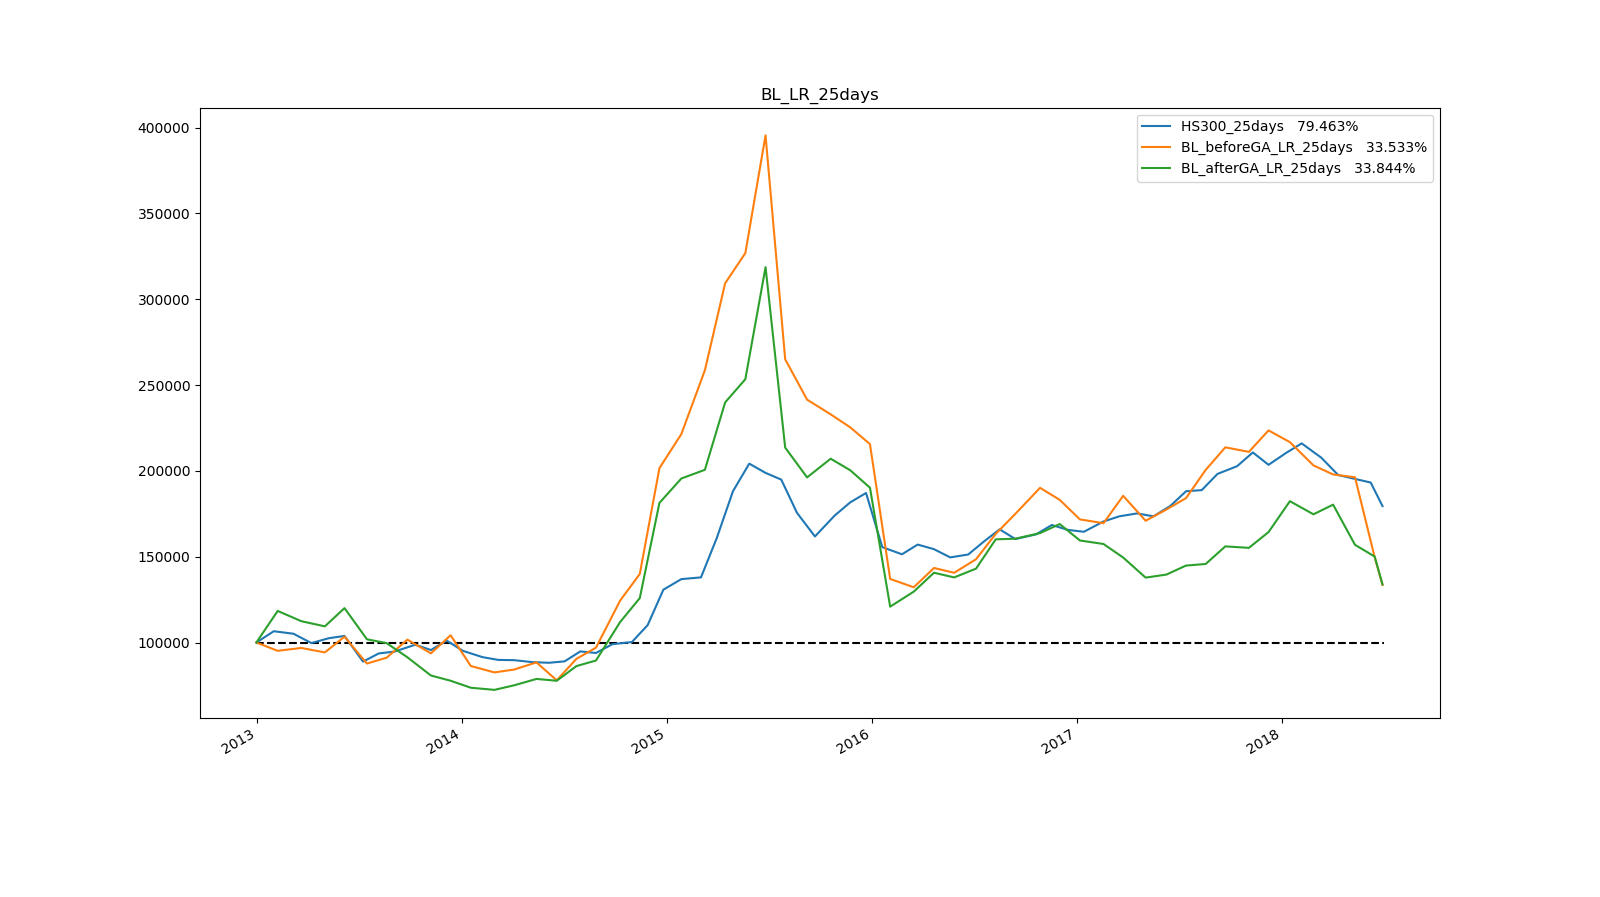 BL_LR_25days
HS300_25days 79.463%
BL_beforeGA_LR_25days 33.533%
BL_afterGA_LR_25days 33.844%
400000
350000
300000
250000
200000
150000
100000
2013 2014 2015 2016 2017 2018